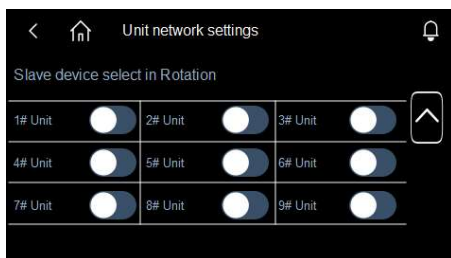 Unit network settings
Slave device select in Rotation
1# Unit 2# Unit 3# Unit
4# Unit 5# Unit 6# Unit
7# Unit 8# Unit 9# Unit